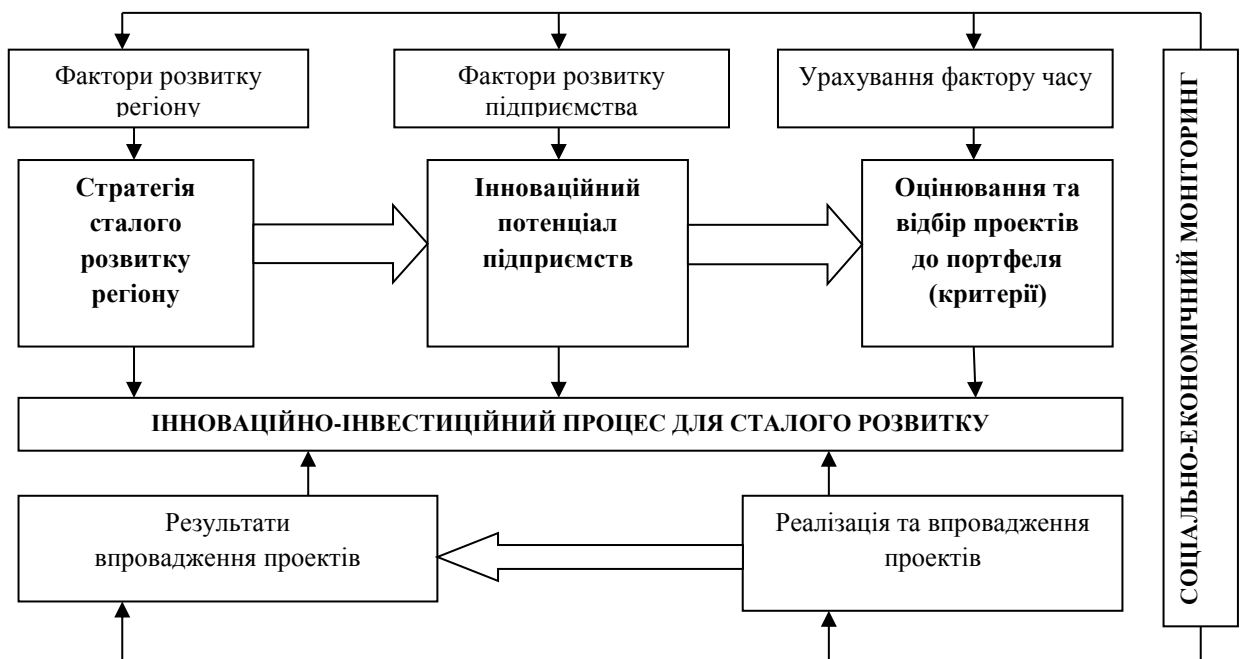 Фактори розвитку
регіону
Фактори розвитку
підприємства
Урахування фактору часу
Стратегія
сталого
розвитку
регіону
Інноваційний
потенціал
підприємств
Оцінювання та
відбір проектів
до портфеля
(критерії)
СОЦІАЛЬНО-ЕКОНОМІЧНИЙ МОНІТОРИНГ
ІННОВАЦІЙНО-ІНВЕСТИЦІЙНИЙ ПРОЦЕС ДЛЯ СТАЛОГО РОЗВИТКУ
Результати
впровадження проектів
Реалізація та впровадження
проектів